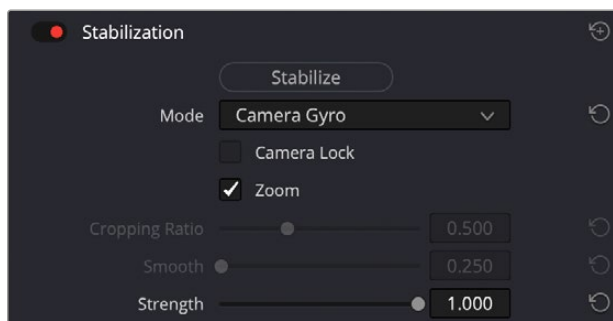 Stabilization
Stabilize
Mode Camera Gyro
Camera Lock
Zoom
Cropping Ratio 0.500
Smooth 0.250
Strength 1.000